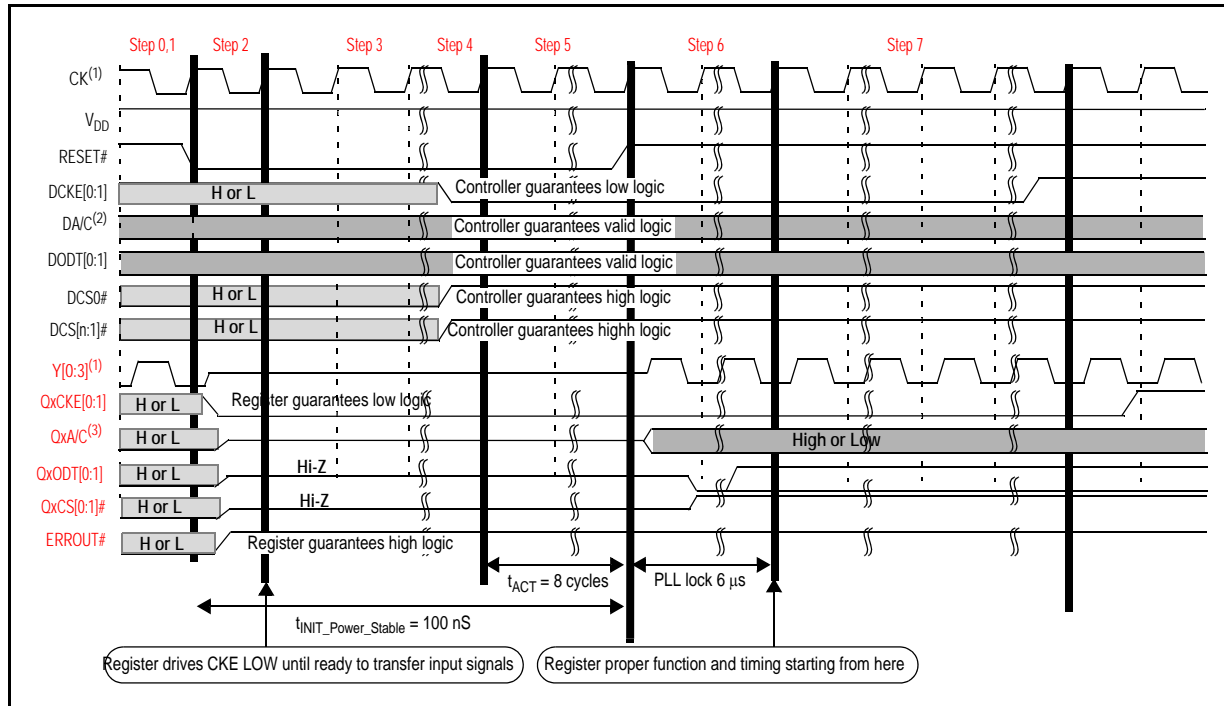 Step 0,1 Step 2 Step 3 Step 4 Step 5 Step 6 Step 7
CK(1)
VDD
RESET#
DCKE[0:1] H or L Controller guarantees low logic
DA/C(2) Controller guarantees valid logic
DODT[0:1] Controller guarantees valid logic
DCS0# H or L Controller guarantees high logic
DCS[n:1]# H or L Controller guarantees highh logic
Y[0:3](1)
QxCKE[0:1] H or L Register guarantees low logic
QxA/C(3) H or L High or Low
QxODT[0:1] H or L Hi-Z
QxCS[0:1]# H or L Hi-Z
ERROUT# H or L Register guarantees high logic
tACT = 8 cycles PLL lock 6 μs
tINIT_Power_Stable = 100 nS
Register drives CKE LOW until ready to transfer input signals Register proper function and timing starting from here